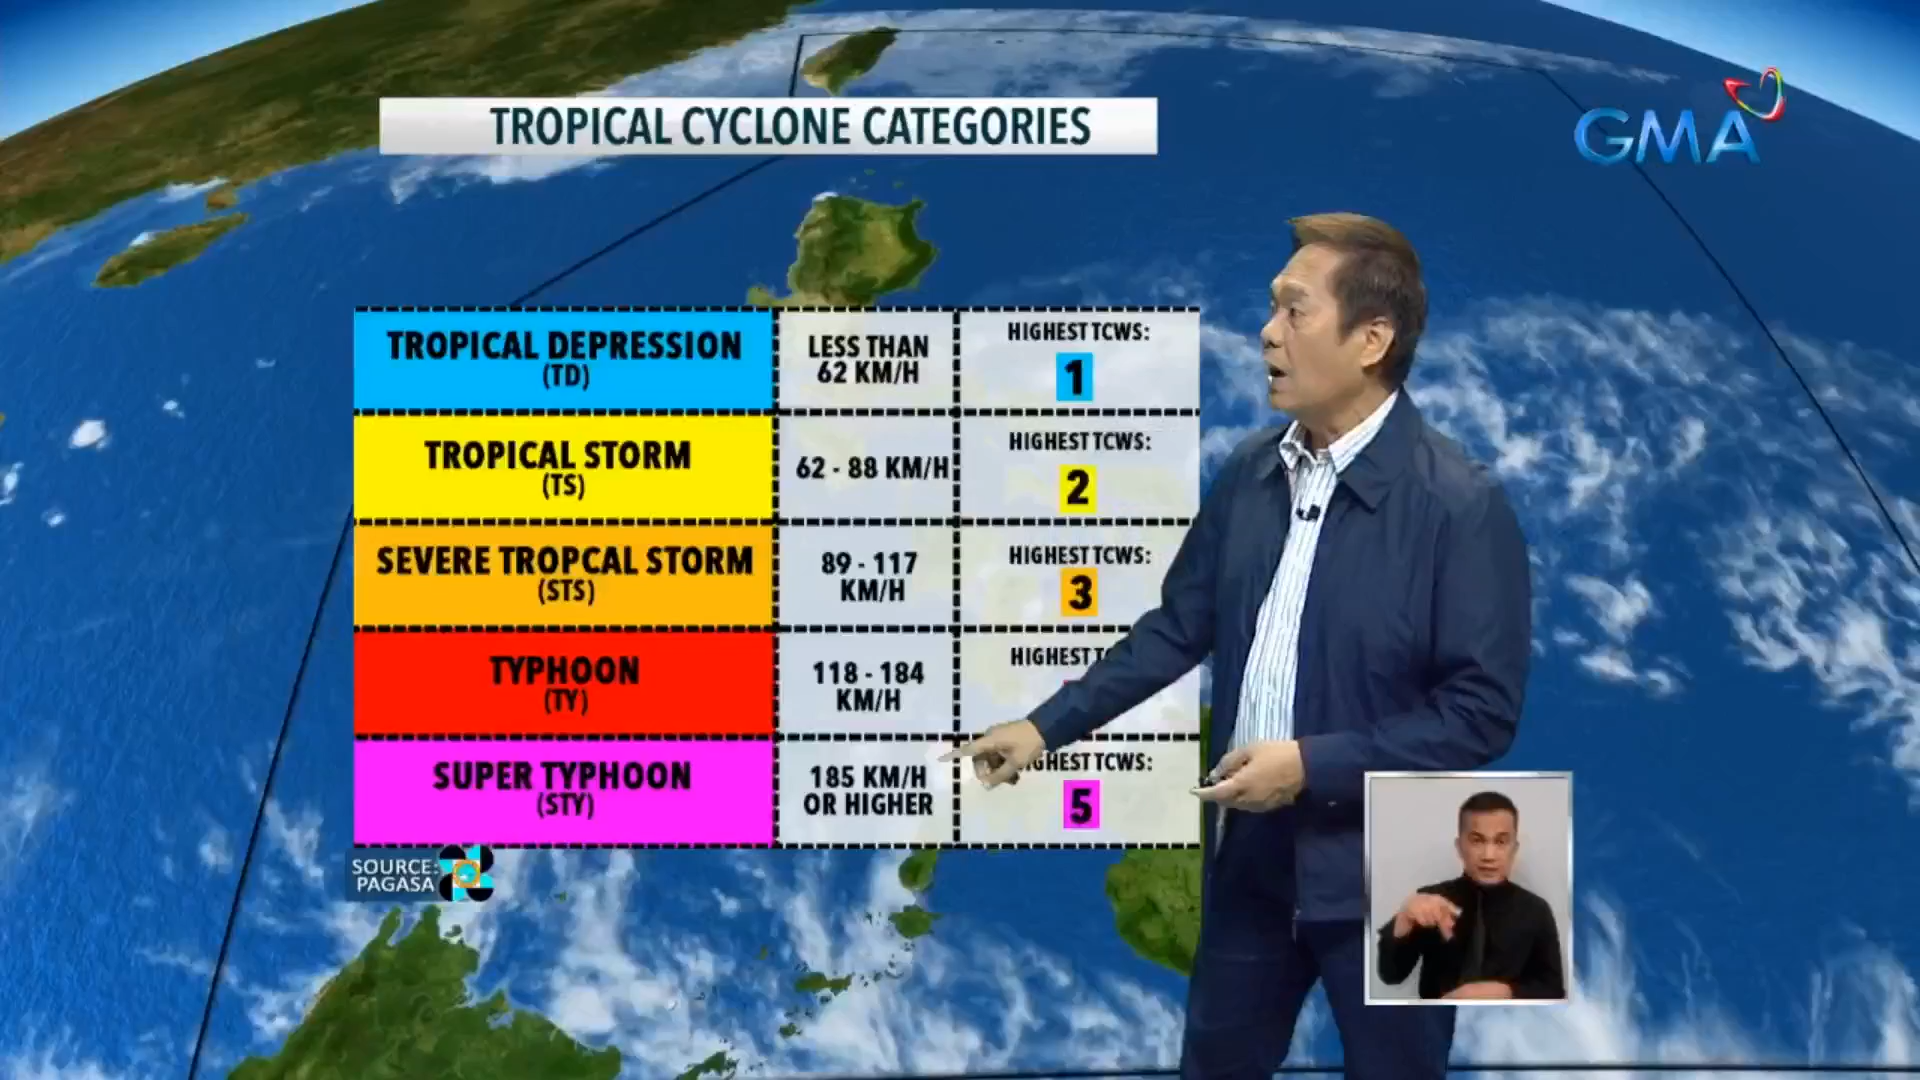 TROPICAL CYCLONE CATEGORIES
GMA
TROPICAL DEPRESSION
(TD)
LESS THAN
62 KM/H
HIGHEST TCWS:
1
TROPICAL STORM
(TS)
62 - 88 KM/H
HIGHEST TCWS:
2
SEVERE TROPCAL STORM
(STS)
89 - 117
KM/H
HIGHEST TCWS:
3
TYPHOON
(TY)
118 - 184
KM/H
HIGHEST
SUPER TYPHOON
(STY)
185 KM/H
OR HIGHER
HIGHEST TCWS:
5
SOURCE:
PAGASA